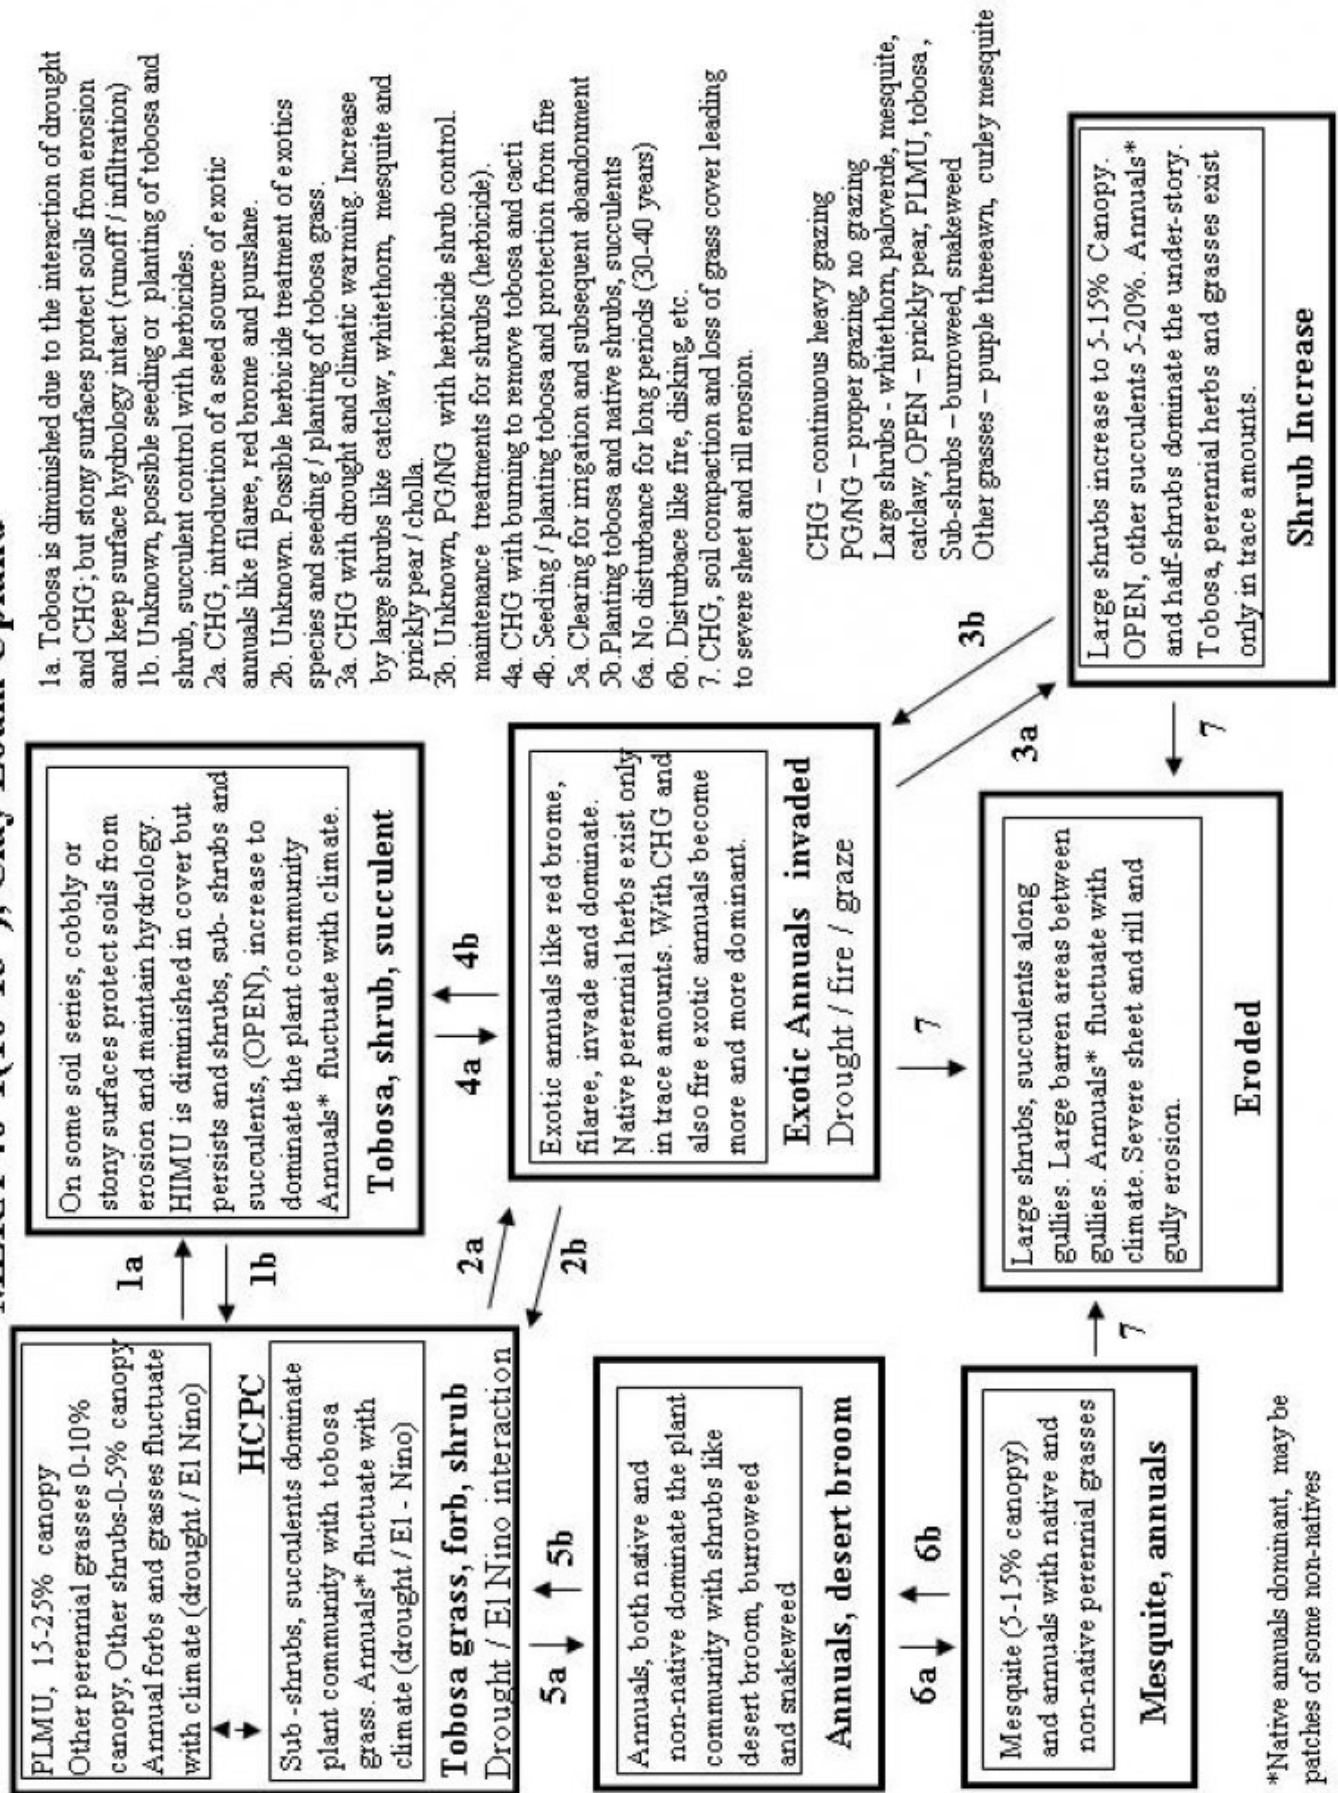 Clay Loam Upland
PLMU, 15-25% canopy
Other perennial grasses 0-10%
canopy, Other shrubs-0-5% canopy
Annual forbs and grasses fluctuate
with climate (drought / El Nino)
HCPC
Sub-shrubs, succulents dominate
plant community with tobosa
grass. Annuals* fluctuate with
climate (drought / El - Nino)
Tobosa grass, forb, shrub
Drought / El Nino interaction
1a
1b
On some soil series, cobbly or
stony surfaces protect soils from
erosion and maintain hydrology.
HIMU is diminished in cover but
persists and shrubs, sub- shrubs and
succulents, (OPEN), increase to
dominate the plant community
Annuals* fluctuate with climate.
Tobosa, shrub, succulent
1a. Tobosa is diminished due to the interaction of drought
and CHG; but stony surfaces protect soils from erosion
and keep surface hydrology intact (runoff / infiltration)
1b. Unknown, possible seeding or planting of tobosa and
shrub, succulent control with herbicides.
2a. CHG, introduction of a seed source of exotic
annuals like filaree, red brome and purslane.
2b. Unknown. Possible herbicide treatment of exotics
species and seeding / planting of tobosa grass.
3a. CHG with drought and climatic warming. Increase
by large shrubs like catclaw, whitethorn, mesquite and
prickly pear / cholla.
3b. Unknown, PG/NG with herbicide shrub control.
maintenance treatments for shrubs (herbicide).
4a. CHG with burning to remove tobosa and cacti
4b. Seeding / planting tobosa and protection from fire
5a. Clearing for irrigation and subsequent abandonment
5b.Planting tobosa and native shrubs, succulents
6a. No disturbance for long periods (30-40 years)
6b. Disturbace like fire, disking, etc.
7. CHG, soil compaction and loss of grass cover leading
to severe sheet and rill erosion.
2a
2b
4a
4b
Exotic annuals like red brome,
filaree, invade and dominate.
Native perennial herbs exist only
in trace amounts. With CHG and
also fire exotic annuals become
more and more dominant.
Exotic Annuals invaded
Drought / fire / graze
5a
5b
Annuals, both native and
non-native dominate the plant
community with shrubs like
desert broom, burroweed
and snakeweed
Annuals, desert broom
CHG – continuous heavy grazing
PG/NG – proper grazing, no grazing
Large shrubs - whitethorn, paloverde, mesquite,
catclaw, OPEN – prickly pear, PLMU, tobosa ,
Sub-shrubs – burroweed, snakeweed
Other grasses – purple threeawn, curley mesquite
6a
6b
7
3a
3b
Mesquite (5-15% canopy)
and annuals with native and
non-native perennial grasses
Mesquite, annuals
7
Large shrubs, succulents along
gullies. Large barren areas between
gullies. Annuals* fluctuate with
climate. Severe sheet and rill and
gully erosion.
Eroded
7
Large shrubs increase to 5-15% Canopy.
OPEN, other succulents 5-20%. Annuals*
and half-shrubs dominate the under-story.
Tobosa, perennial herbs and grasses exist
only in trace amounts.
Shrub Increase
*Native annuals dominant, may be
patches of some non-natives